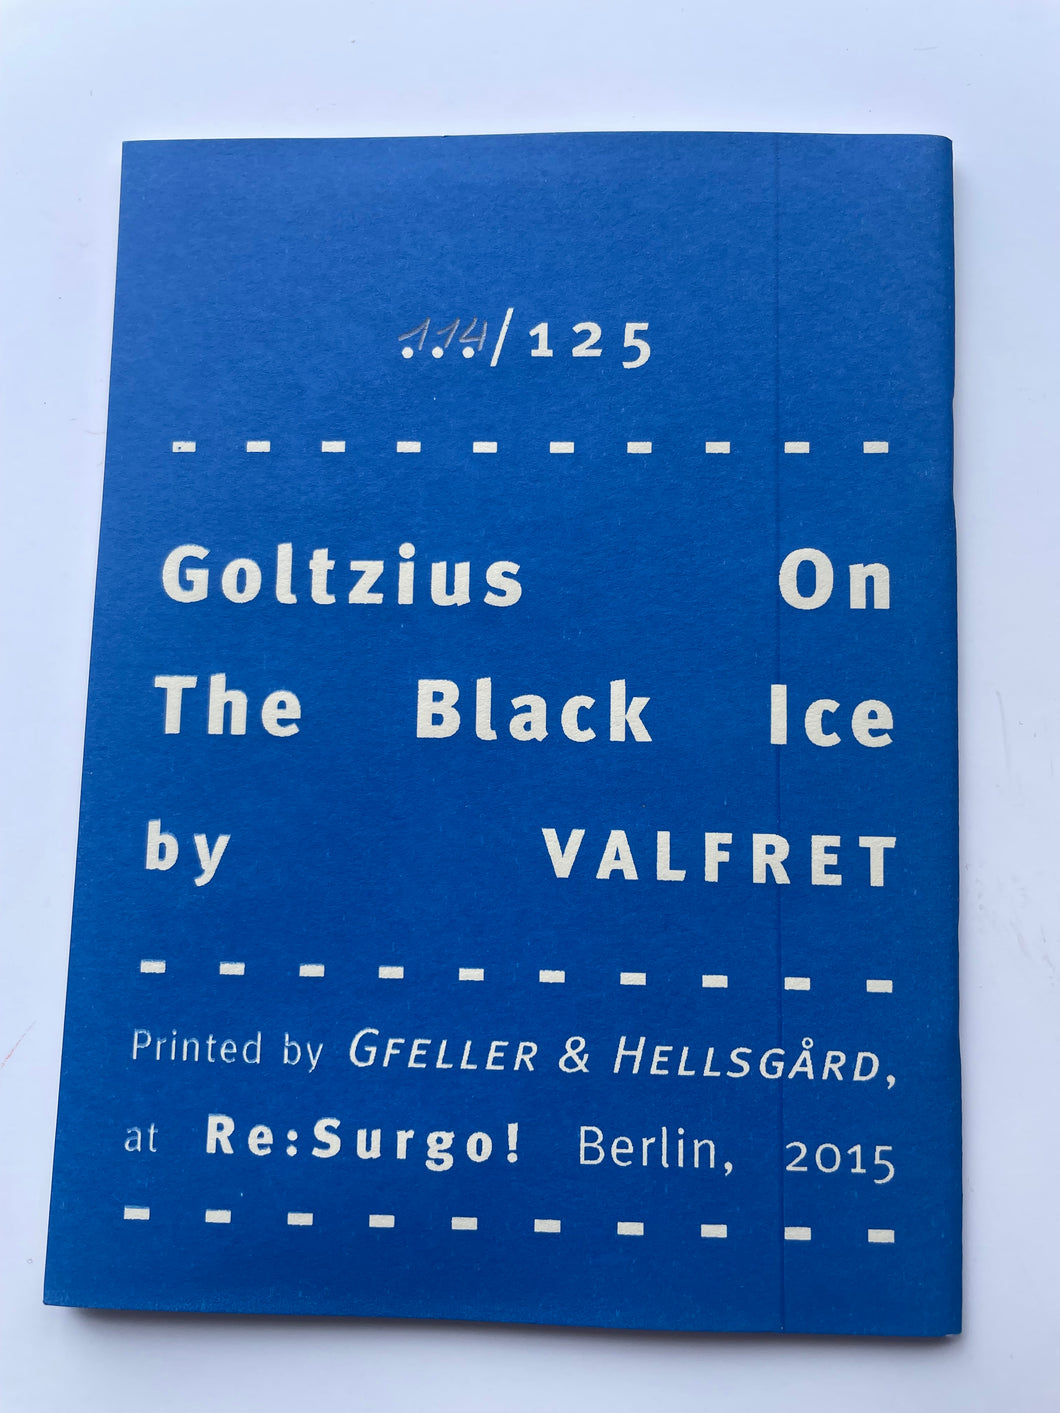 114/125
Goltzius On
The Black Ice
by VALFRET
Printed by GFELLER & HELLSGÅRD,
at Re:Surgo! Berlin, 2015